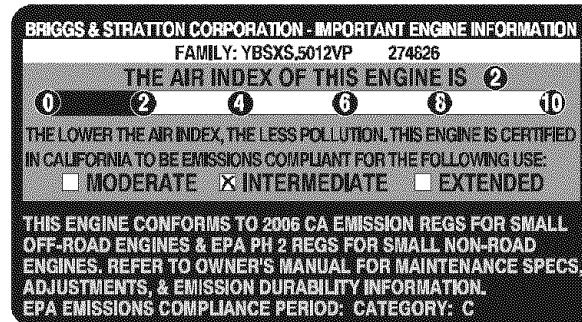 BRIGGS & STRATTON CORPORATION - IMPORTANT ENGINE INFORMATION
FAMILY: YBSXS.5012VP 274826
THE AIR INDEX OF THIS ENGINE IS 2
0 2 4 6 8 10
THE LOWER THE AIR INDEX, THE LESS POLLUTION. THIS ENGINE IS CERTIFIED
IN CALIFORNIA TO BE EMISSIONS COMPLIANT FOR THE FOLLOWING USE:
MODERATE INTERMEDIATE EXTENDED
THIS ENGINE CONFORMS TO 2006 CA EMISSION REGS FOR SMALL
OFF-ROAD ENGINES & EPA PH 2 REGS FOR SMALL NON-ROAD
ENGINES. REFER TO OWNER'S MANUAL FOR MAINTENANCE SPECS,
ADJUSTMENTS, & EMISSION DURABILITY INFORMATION.
EPA EMISSIONS COMPLIANCE PERIOD: CATEGORY: C